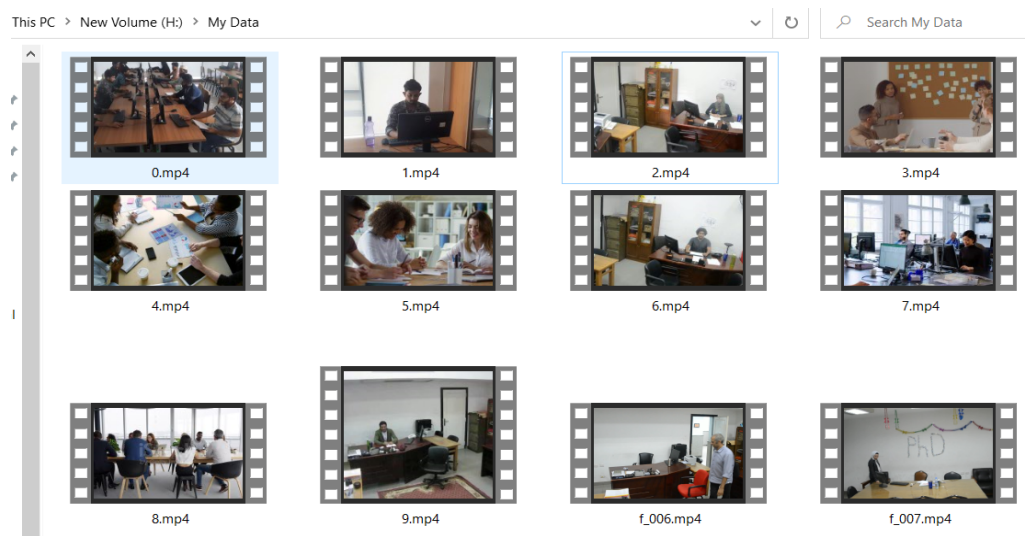 This PC > New Volume (H:) > My Data
Search My Data
0.mp4
1.mp4
2.mp4
3.mp4
4.mp4
5.mp4
6.mp4
7.mp4
8.mp4
9.mp4
f_006.mp4
PhD
f_007.mp4